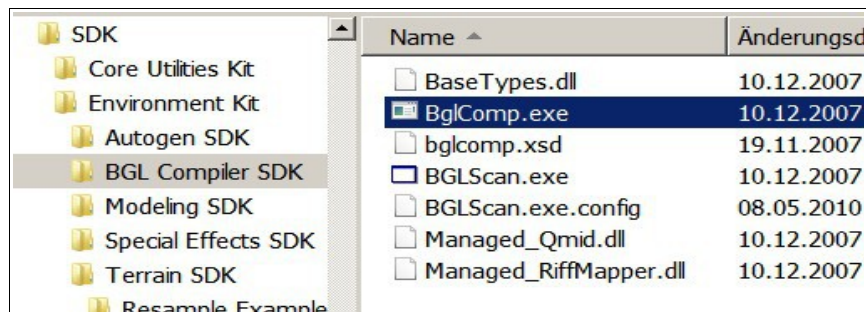 SDK
Core Utilities Kit
Environment Kit
Autogen SDK
BGL Compiler SDK
Modeling SDK
Special Effects SDK
Terrain SDK
Resample Example
Name Änderungsd
BaseTypes.dll 10.12.2007
BglComp.exe 10.12.2007
bglcomp.xsd 19.11.2007
BGLScan.exe 10.12.2007
BGLScan.exe.config 08.05.2010
Managed_Qmid.dll 10.12.2007
Managed_RiffMapper.dll 10.12.2007